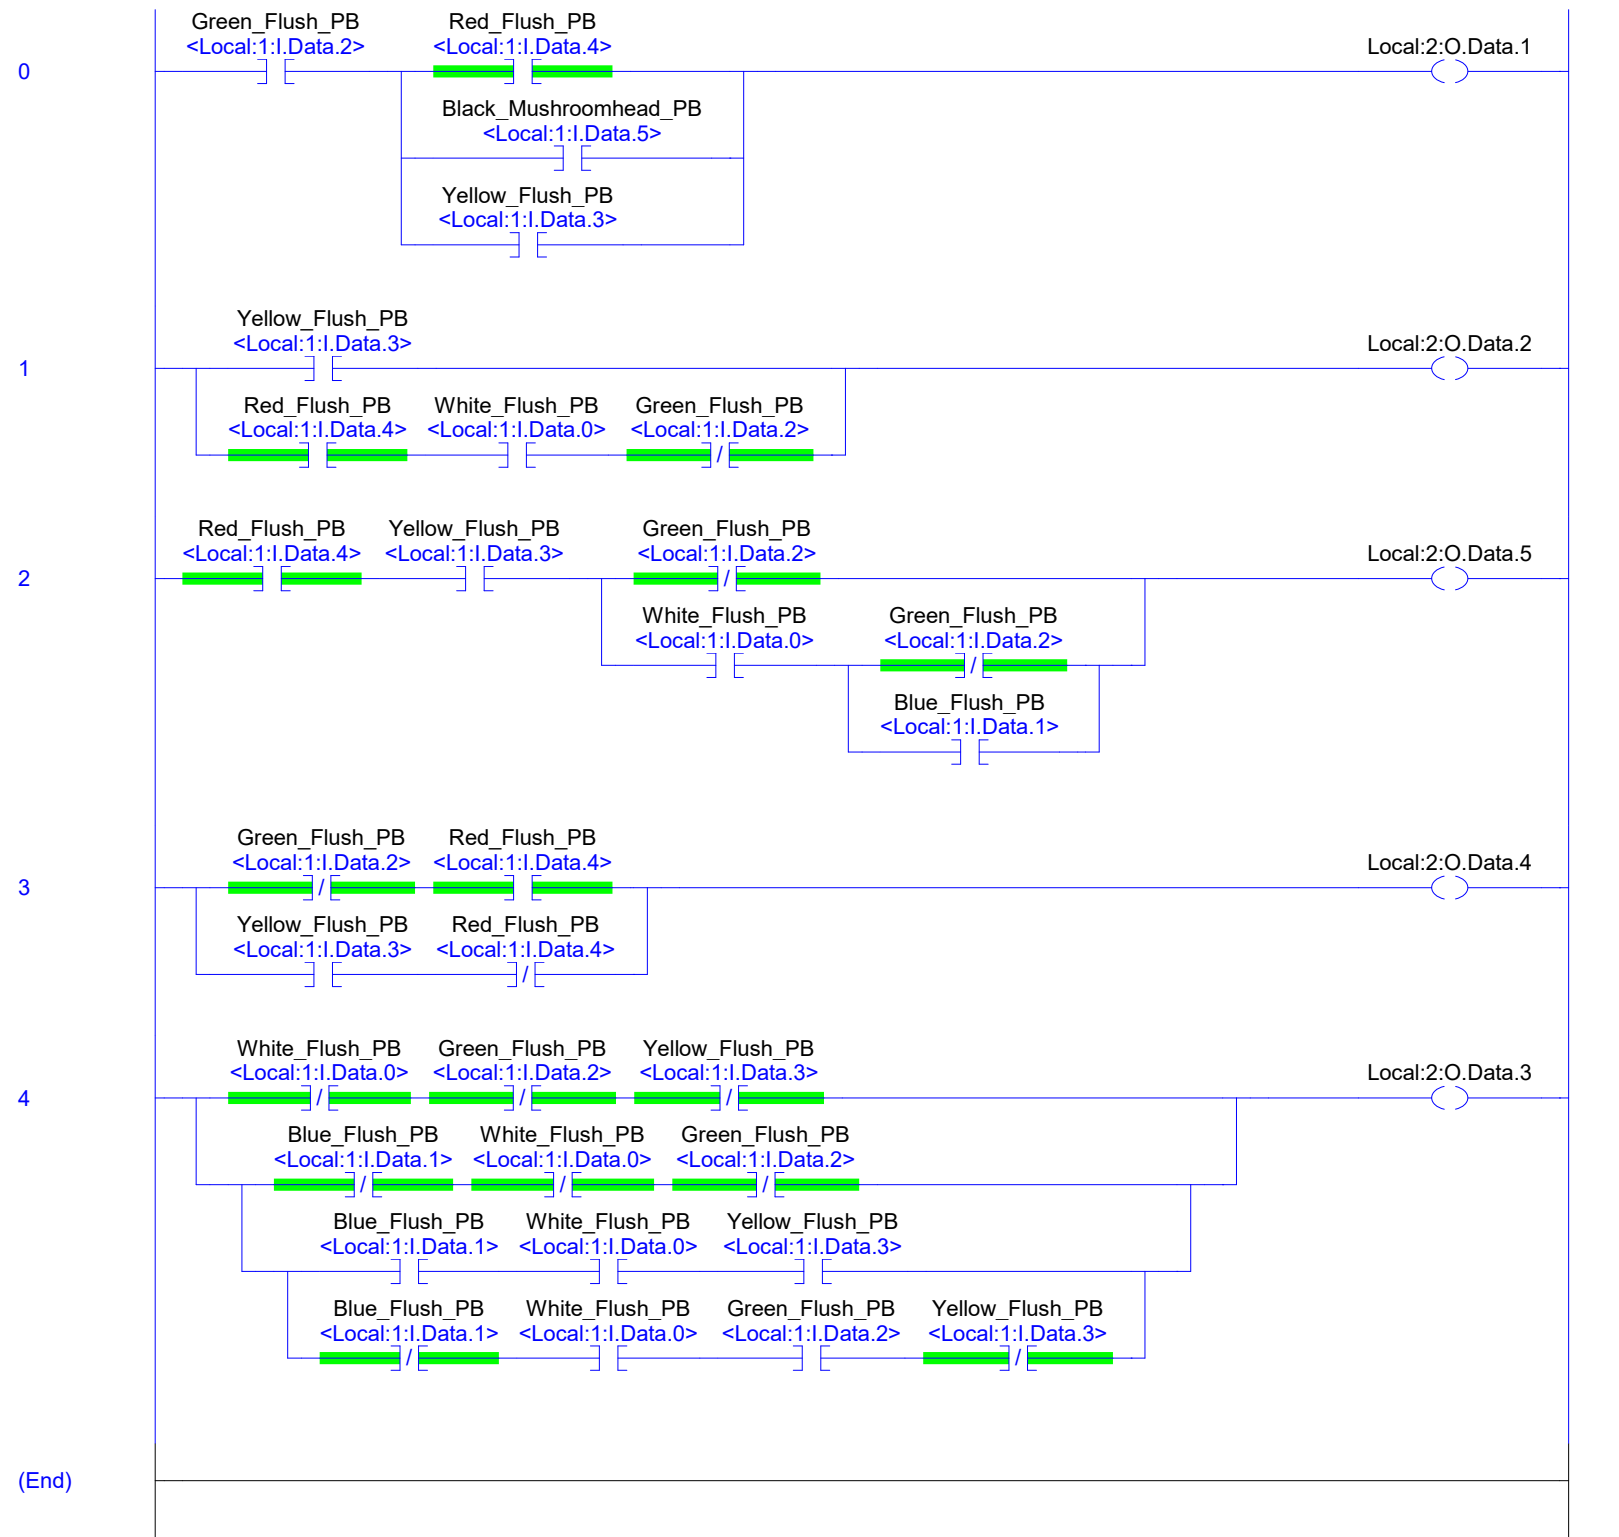 Green_Flush_PB
<Local:1:I.Data.2>
Red_Flush_PB
<Local:1:I.Data.4>
Local:2:O.Data.1
0
Black_Mushroomhead_PB
<Local:1:I.Data.5>
Yellow_Flush_PB
<Local:1:I.Data.3>
Yellow_Flush_PB
<Local:1:I.Data.3>
Local:2:O.Data.2
1
Red_Flush_PB
<Local:1:I.Data.4>
White_Flush_PB
<Local:1:I.Data.0>
Green_Flush_PB
<Local:1:I.Data.2>
/
Red_Flush_PB
<Local:1:I.Data.4>
Yellow_Flush_PB
<Local:1:I.Data.3>
Green_Flush_PB
<Local:1:I.Data.2>
Local:2:O.Data.5
2
/
White_Flush_PB
<Local:1:I.Data.0>
Green_Flush_PB
<Local:1:I.Data.2>
/
Blue_Flush_PB
<Local:1:I.Data.1>
Green_Flush_PB
<Local:1:I.Data.2>
Red_Flush_PB
<Local:1:I.Data.4>
Local:2:O.Data.4
3
/
Yellow_Flush_PB
<Local:1:I.Data.3>
Red_Flush_PB
<Local:1:I.Data.4>
/
White_Flush_PB
<Local:1:I.Data.0>
Green_Flush_PB
<Local:1:I.Data.2>
Yellow_Flush_PB
<Local:1:I.Data.3>
Local:2:O.Data.3
4
/
/
/
Blue_Flush_PB
<Local:1:I.Data.1>
White_Flush_PB
<Local:1:I.Data.0>
Green_Flush_PB
<Local:1:I.Data.2>
/
/
/
Blue_Flush_PB
<Local:1:I.Data.1>
White_Flush_PB
<Local:1:I.Data.0>
Yellow_Flush_PB
<Local:1:I.Data.3>
Blue_Flush_PB
<Local:1:I.Data.1>
White_Flush_PB
<Local:1:I.Data.0>
Green_Flush_PB
<Local:1:I.Data.2>
Yellow_Flush_PB
<Local:1:I.Data.3>
/
/
(End)